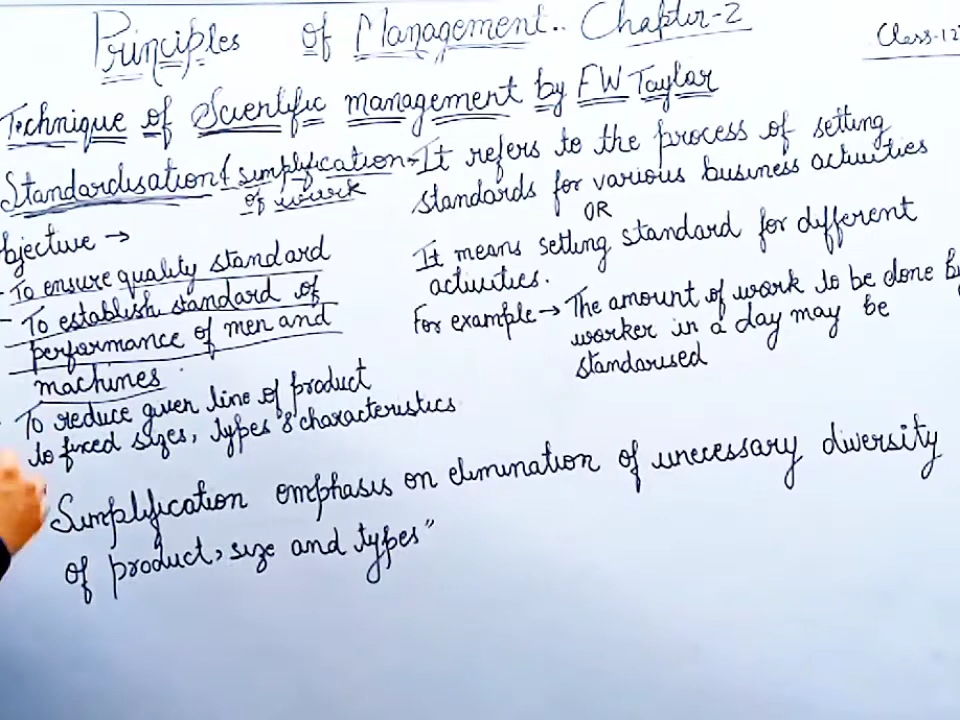 Principles of Management.. Chapter-2
Class-12
Technique of Scientific management by FW Taylar
Standardisation & simplification of work
-It refers to the process of setting
standards for various business activities
OR
It means setting standard for different
activities.
For example → The amount of work to be done by
worker in a day may be
standarised
bjective →
- To ensure quality standard
- To establish standard of
performance of men and
machines.
- To reduce given line of product
to fixed sizes, types & characteristics
"Simplification emphasis on elimination of unecessary diversity
of product, size and types"